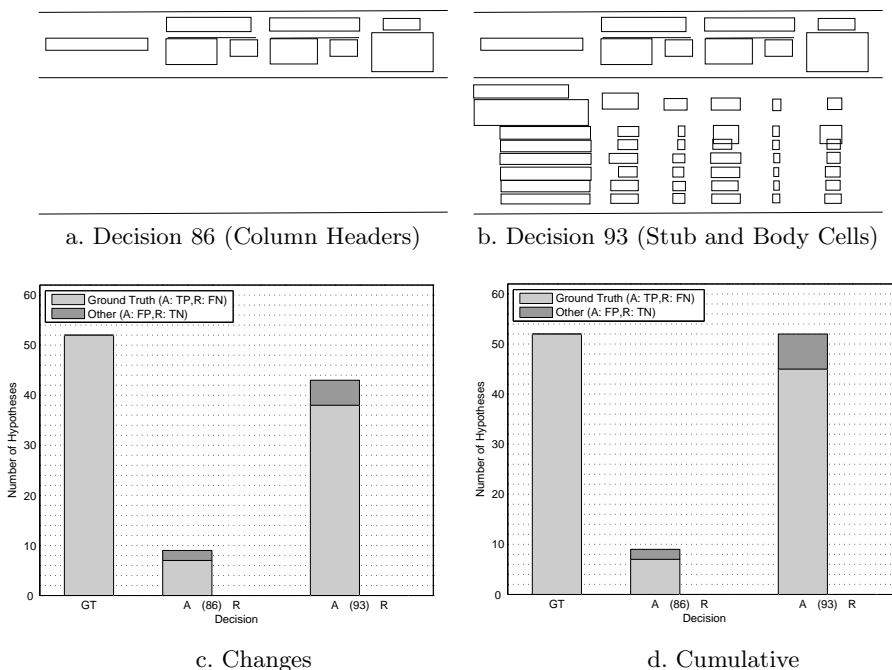 a. Decision 86 (Column Headers)
b. Decision 93 (Stub and Body Cells)
60
50
40
30
20
10
0
Number of Hypotheses
Ground Truth (A: TP,R: FN)
Other (A: FP,R: TN)
GT
A (86) R
A (93) R
Decision
c. Changes
60
50
40
30
20
10
0
Number of Hypotheses
Ground Truth (A: TP,R: FN)
Other (A: FP,R: TN)
GT
A (86) R
A (93) R
Decision
d. Cumulative